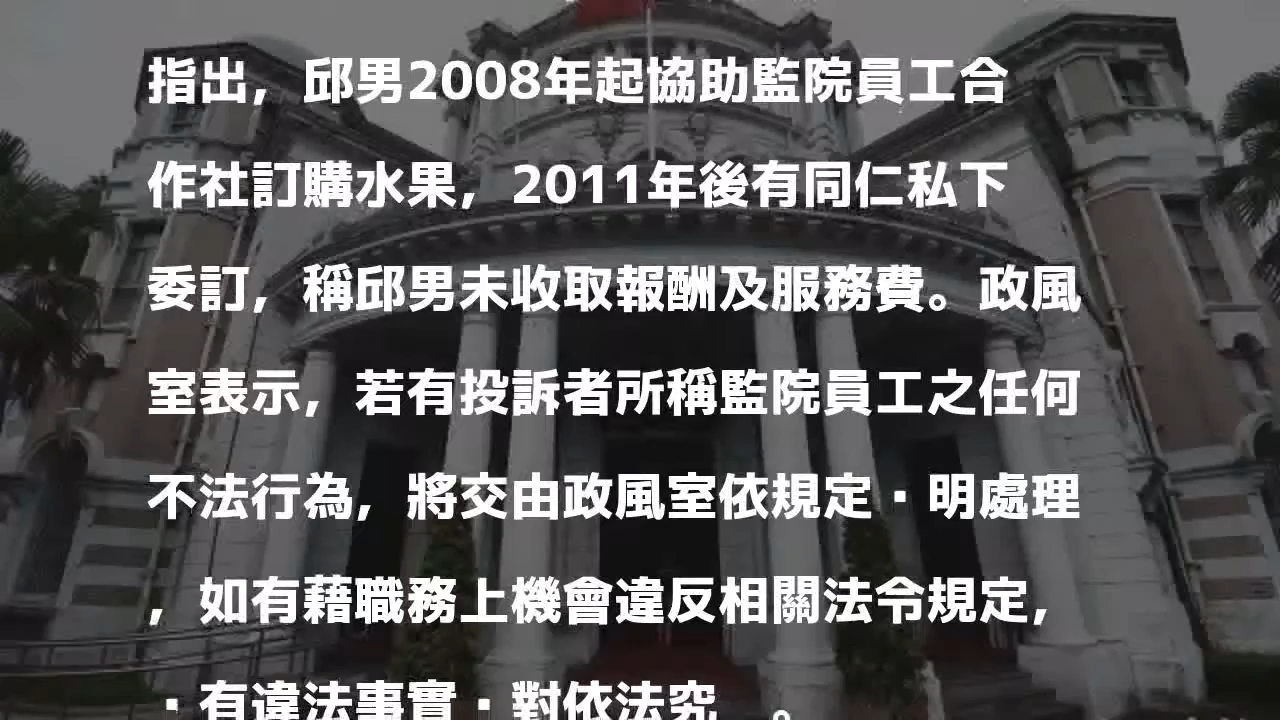 指出，邱男2008年起協助監院員工合
作社訂購水果，2011年後有同仁私下
委訂，稱邱男未收取報酬及服務費。政風
室表示，若有投訴者所稱監院員工之任何
不法行為，將交由政風室依規定·明處理
，如有藉職務上機會違反相關法令規定，
·有違法事實·對依法究　。